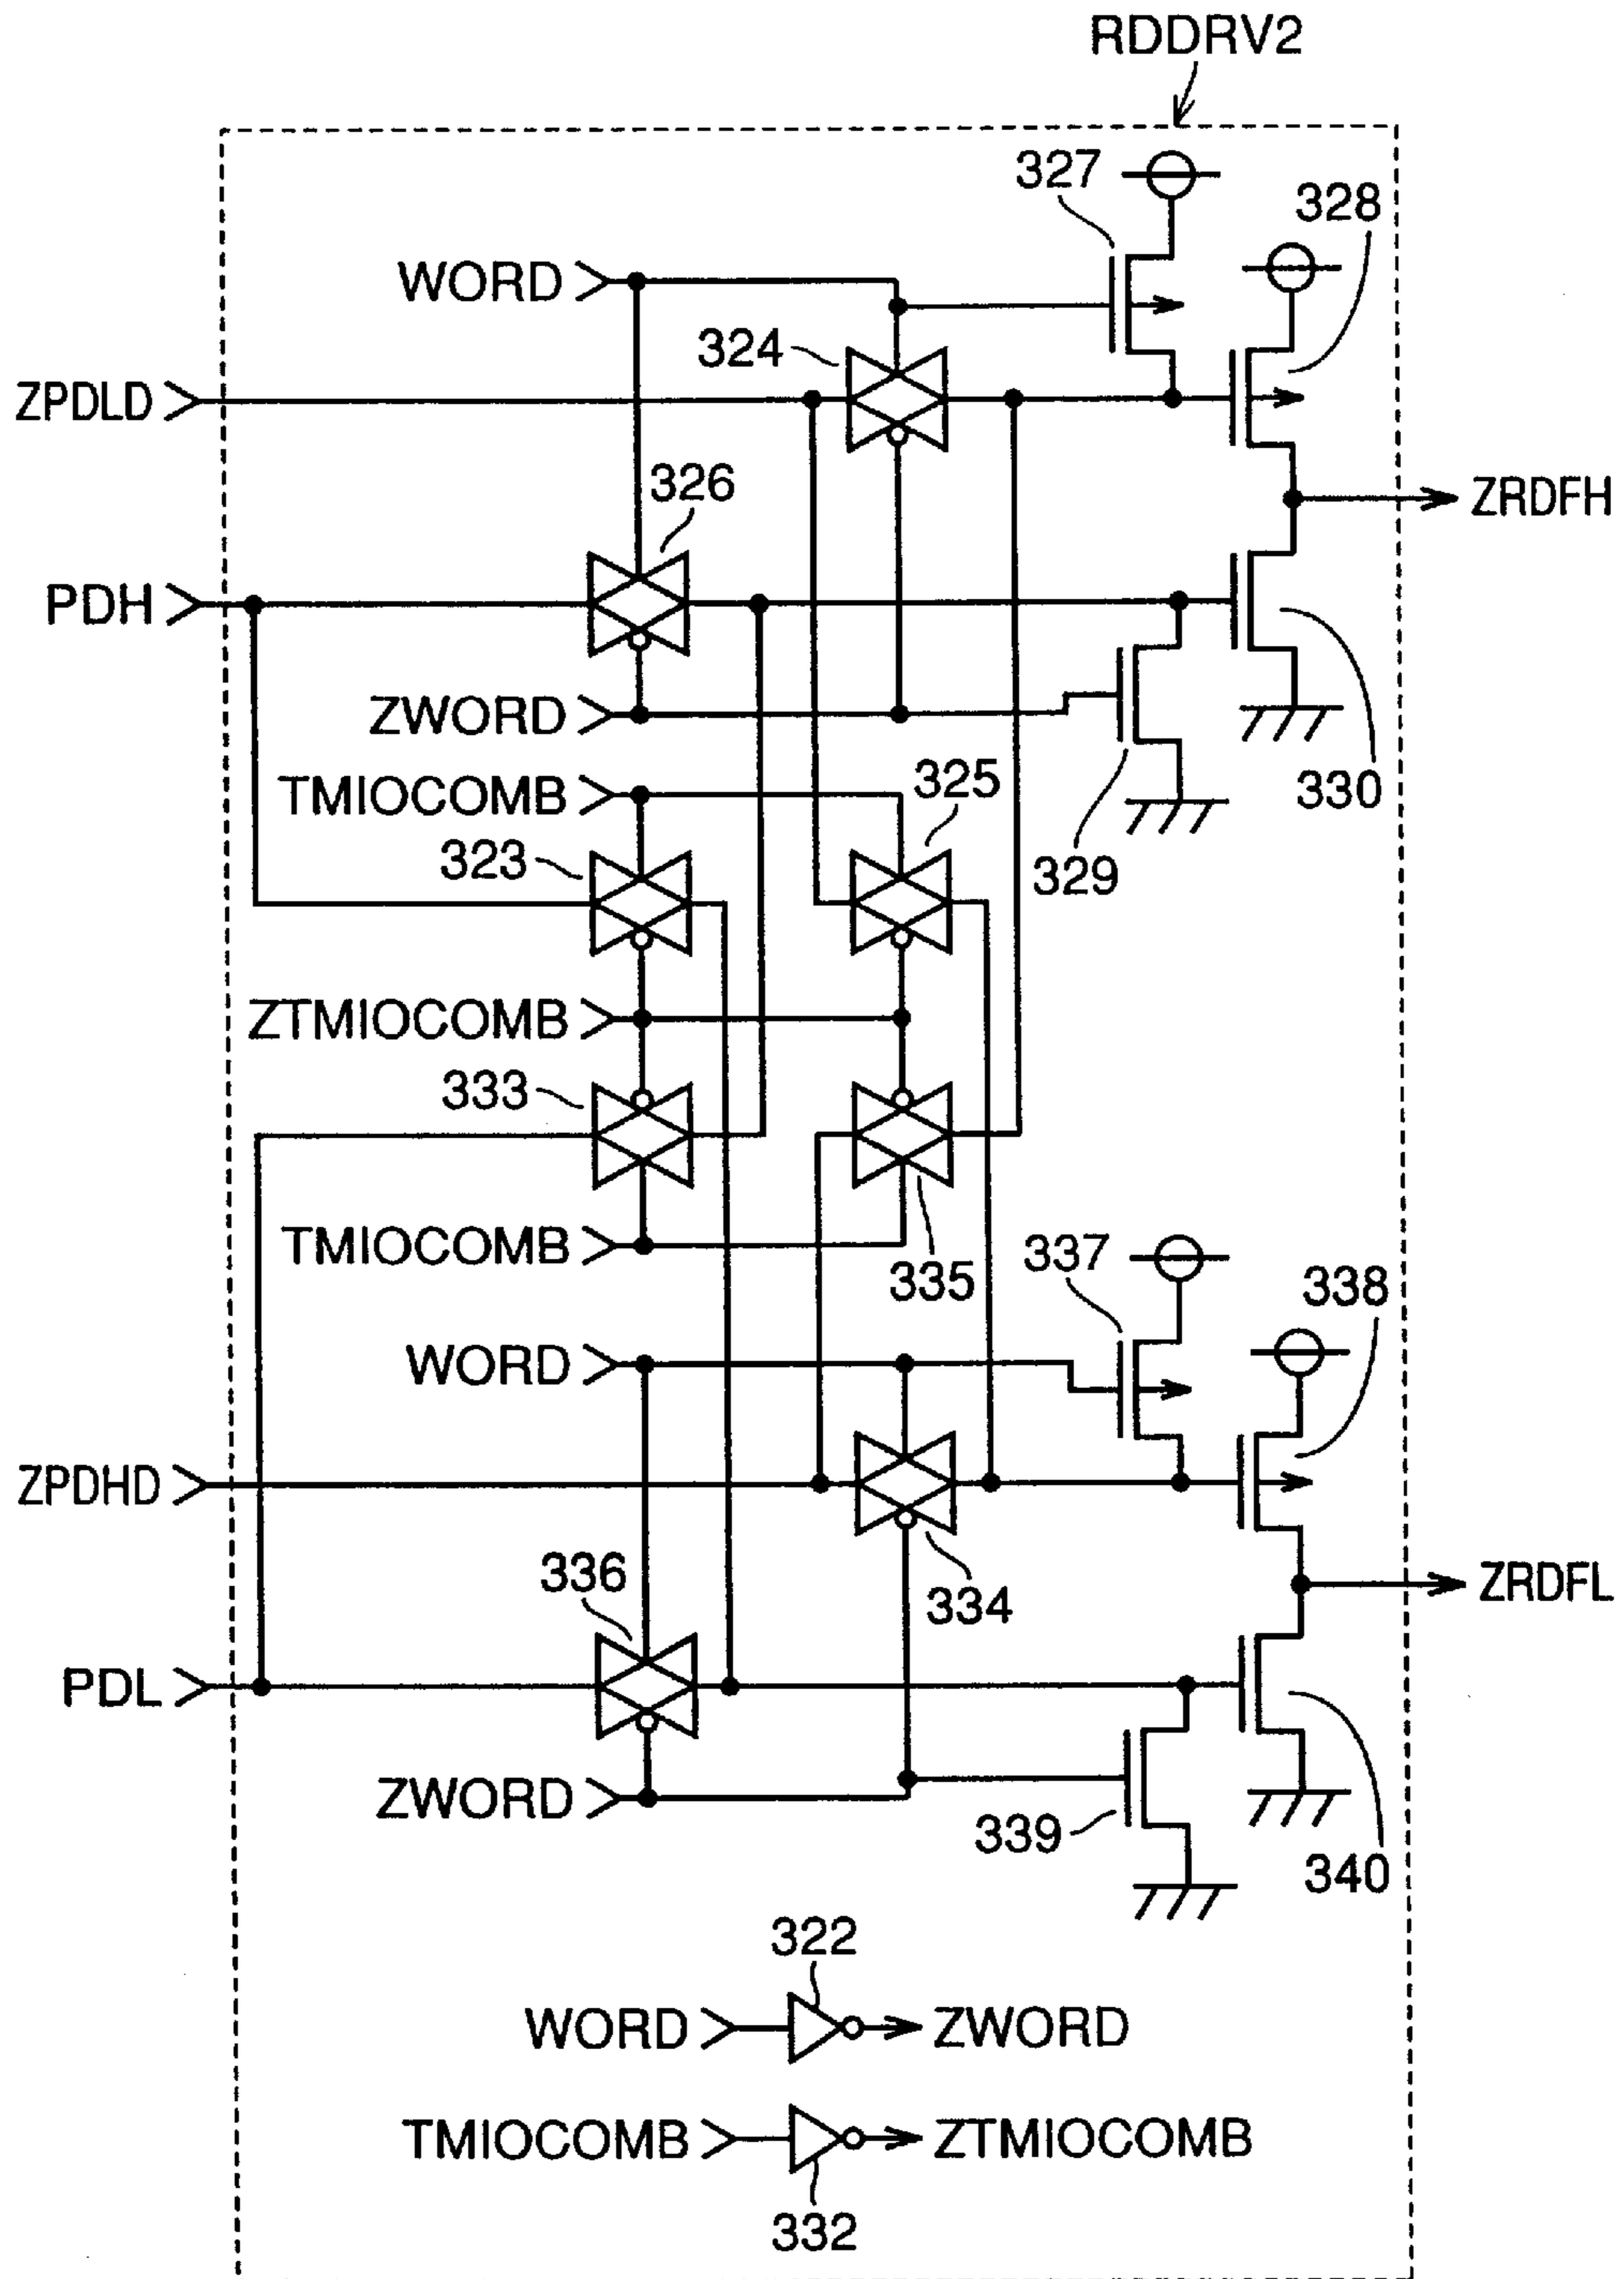 RDDRV2
327
328
WORD
324
ZPDLD
326
ZRDFH
PDH
ZWORD
TMIOCOMB
325
330
323
329
ZTMIOCOMB
333
TMIOCOMB
335
337
338
WORD
ZPDHD
336
334
ZRDFL
PDL
ZWORD
339
340
322
WORD
ZWORD
TMIOCOMB
ZTMIOCOMB
332